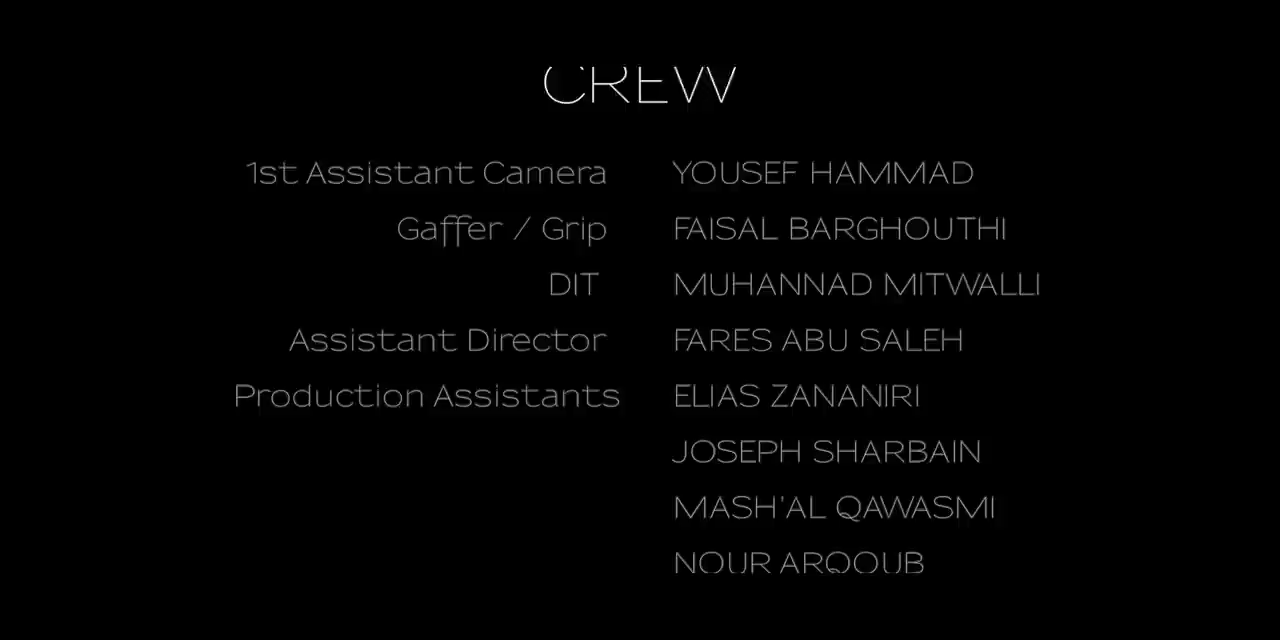 CREW
1st Assistant Camera YOUSEF HAMMAD
Gaffer / Grip FAISAL BARGHOUTHI
DIT MUHANNAD MITWALLI
Assistant Director FARES ABU SALEH
Production Assistants ELIAS ZANANIRI
JOSEPH SHARBAIN
MASH'AL QAWASMI
NOUR ARQOUB